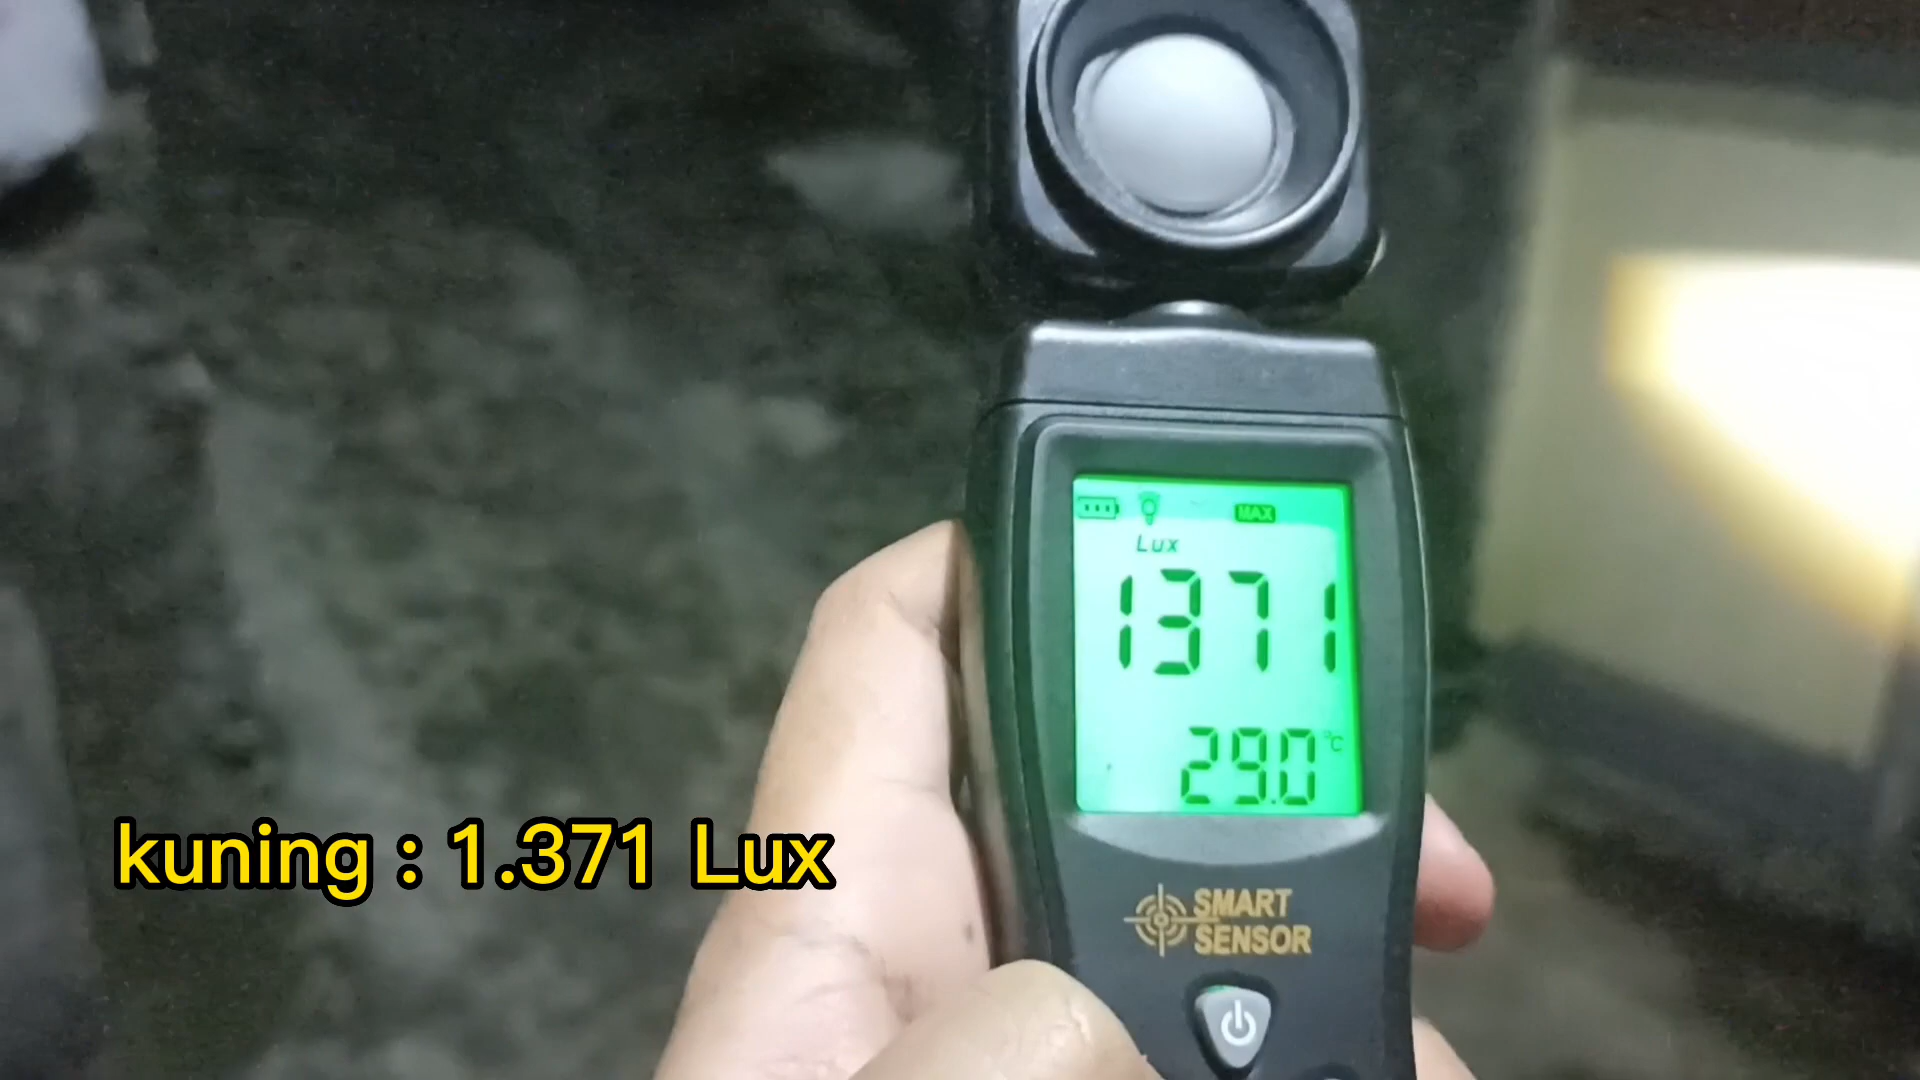 MAX
Lux
1371
29.0 °C
kuning : 1.371 Lux
SMART
SENSOR